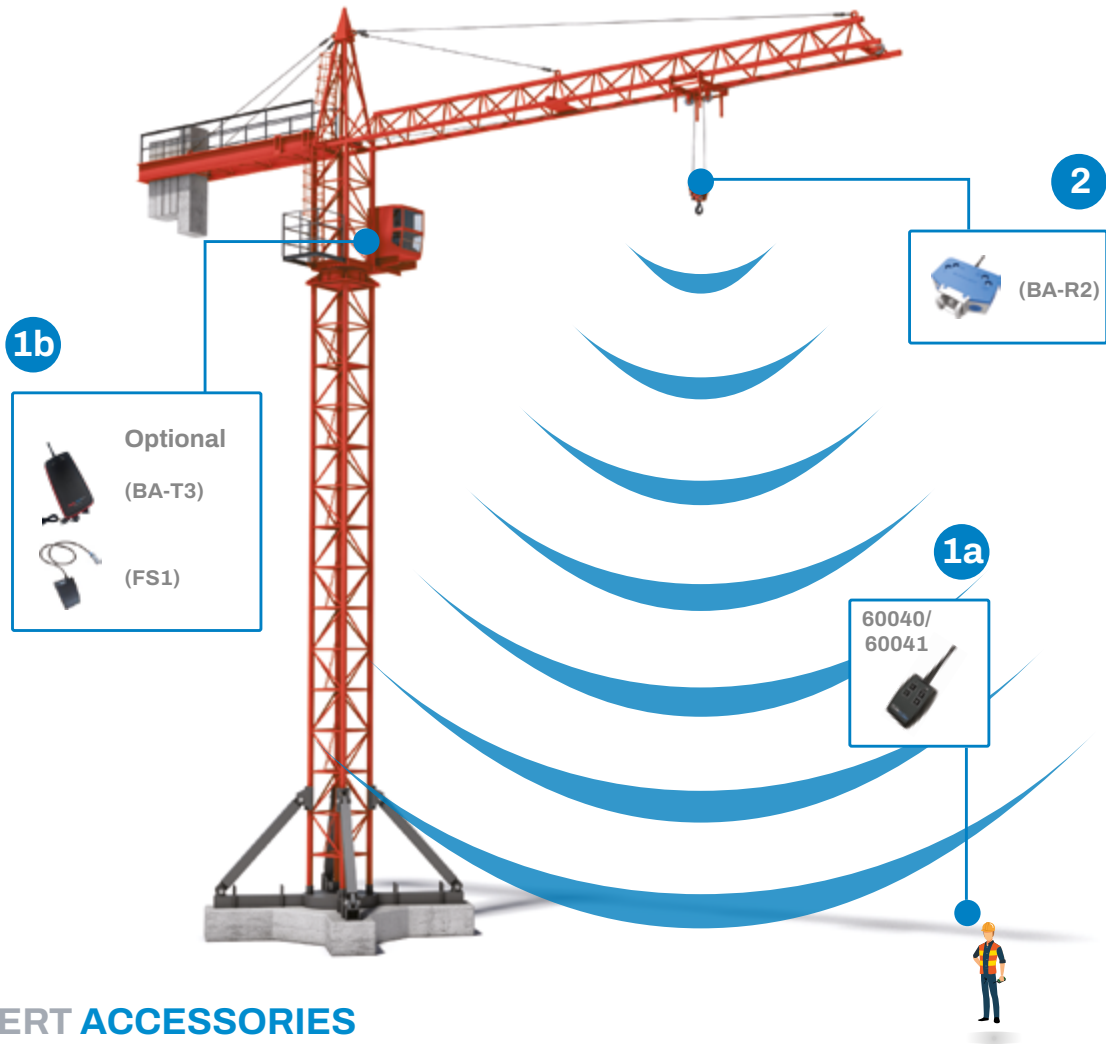 2
(BA-R2)
1b
Optional
(BA-T3)
(FS1)
1a
60040/
60041
ERT ACCESSORIES